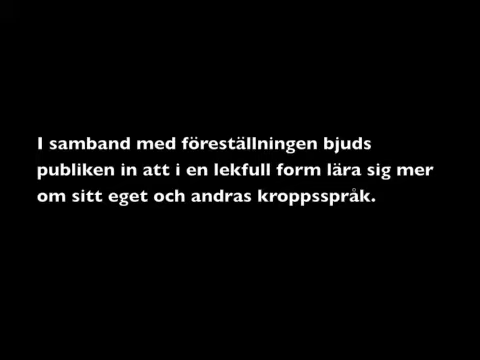 I samband med föreställningen bjuds
publiken in att i en lekfull form lära sig mer
om sitt eget och andras kroppsspråk.